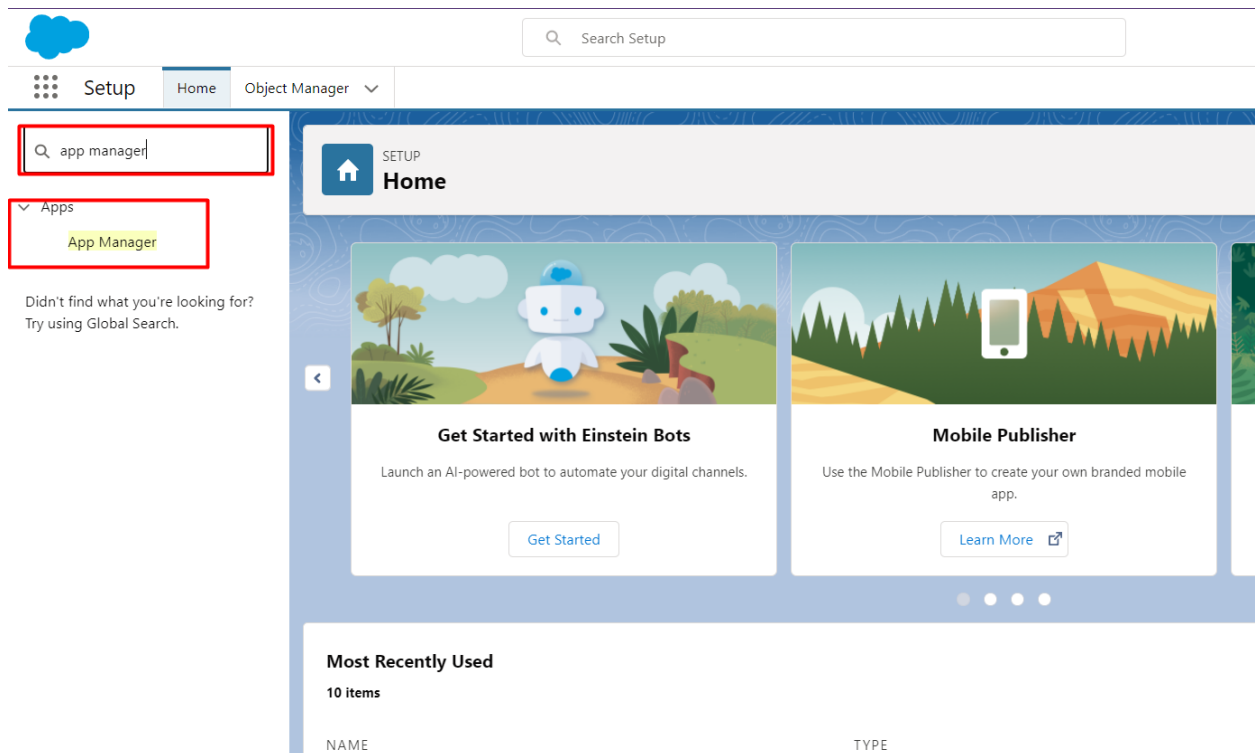 Search Setup
Setup
Home
Object Manager
app manager
Apps
App Manager
Didn't find what you're looking for?
Try using Global Search.
SETUP
Home
Get Started with Einstein Bots
Launch an AI-powered bot to automate your digital channels.
Get Started
Mobile Publisher
Use the Mobile Publisher to create your own branded mobile
app.
Learn More
Most Recently Used
10 items
NAME
TYPE